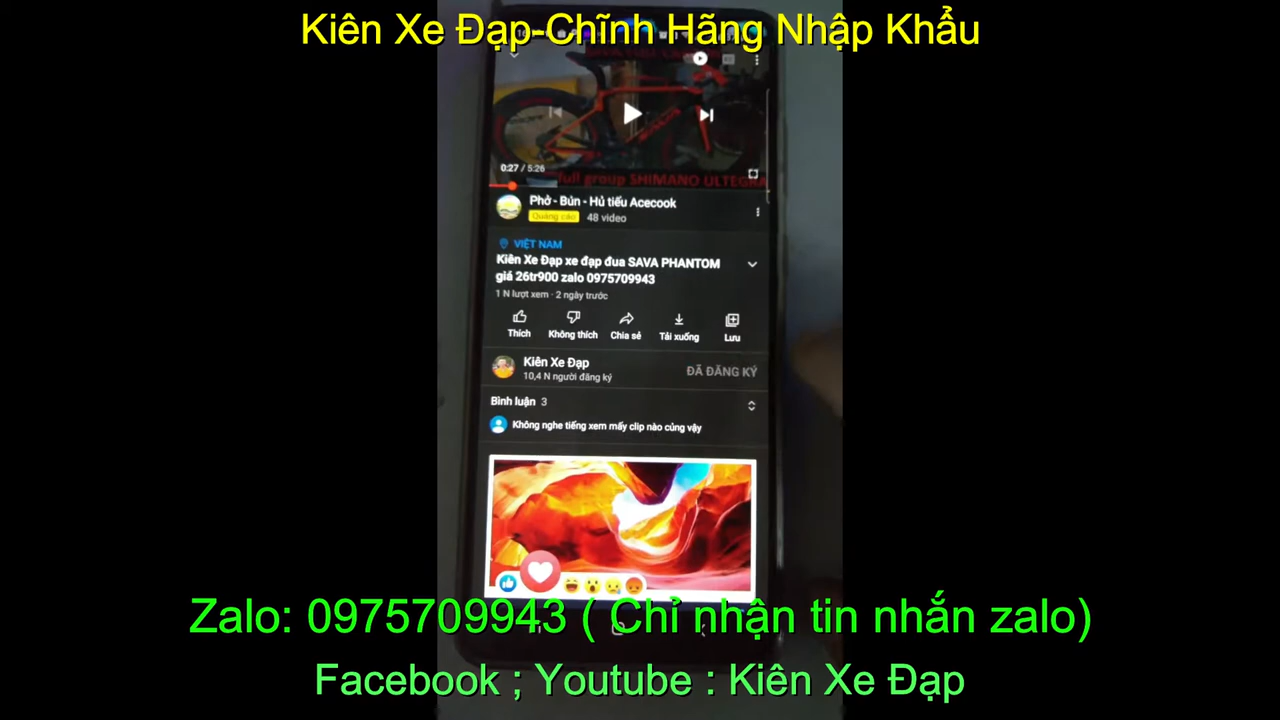 Kiên Xe Đạp-Chĩnh Hãng Nhập Khẩu
SAVA
0:27 / 5:26
full group SHIMANO ULTEGRA
Phở - Bún - Hủ tiếu Acecook
Quảng cáo 48 video
VIỆT NAM
Kiên Xe Đạp xe đạp đua SAVA PHANTOM
giá 26tr900 zalo 0975709943
1 N lượt xem · 2 ngày trước
Thích Không thích Chia sẻ Tải xuống Lưu
Kiên Xe Đạp
10,4 N người đăng ký
ĐÃ ĐĂNG KÝ
Bình luận 3
Không nghe tiếng xem mấy clip nào củng vậy
Zalo: 0975709943 ( Chỉ nhận tin nhắn zalo)
Facebook ; Youtube : Kiên Xe Đạp